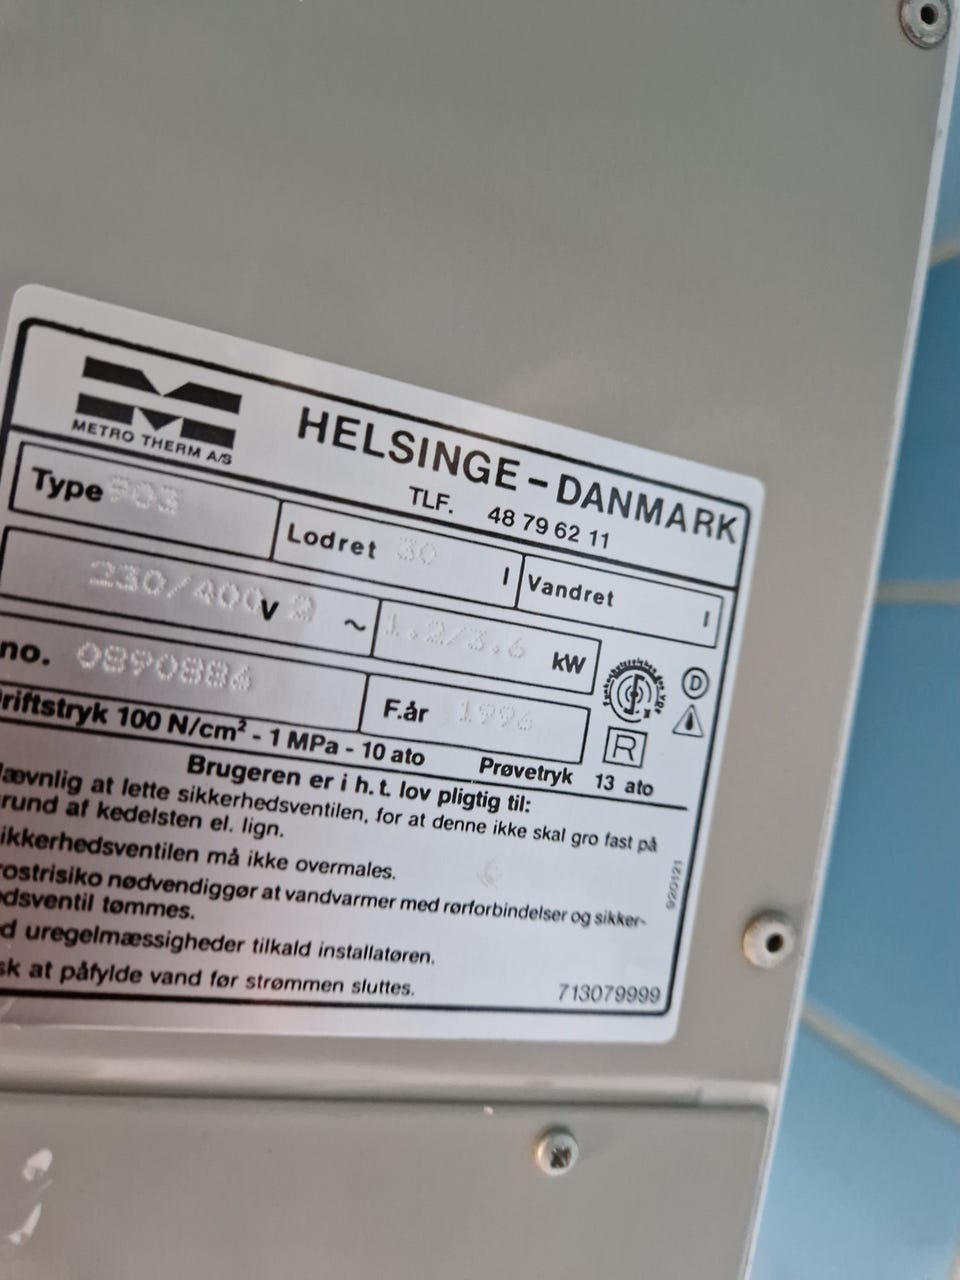 METRO THERM A/S
HELSINGE-DANMARK
TLF. 48 79 62 11
Type 903
Lodret 30 l
Vandret l
230/400 V 2 ~
1.2/3.6 kW
no. 0890886
F.år 1996
D
R
riftstryk 100 N/cm² - 1 MPa - 10 ato
Prøvetryk 13 ato
Brugeren er i h. t. lov pligtig til:
ævnlig at lette sikkerhedsventilen, for at denne ikke skal gro fast på
rund af kedelsten el. lign.
ikkerhedsventilen må ikke overmales.
rostrisiko nødvendiggør at vandvarmer med rørforbindelser og sikker-
edsventil tømmes.
d uregelmæssigheder tilkald installatøren.
sk at påfylde vand før strømmen sluttes.
920121
713079999